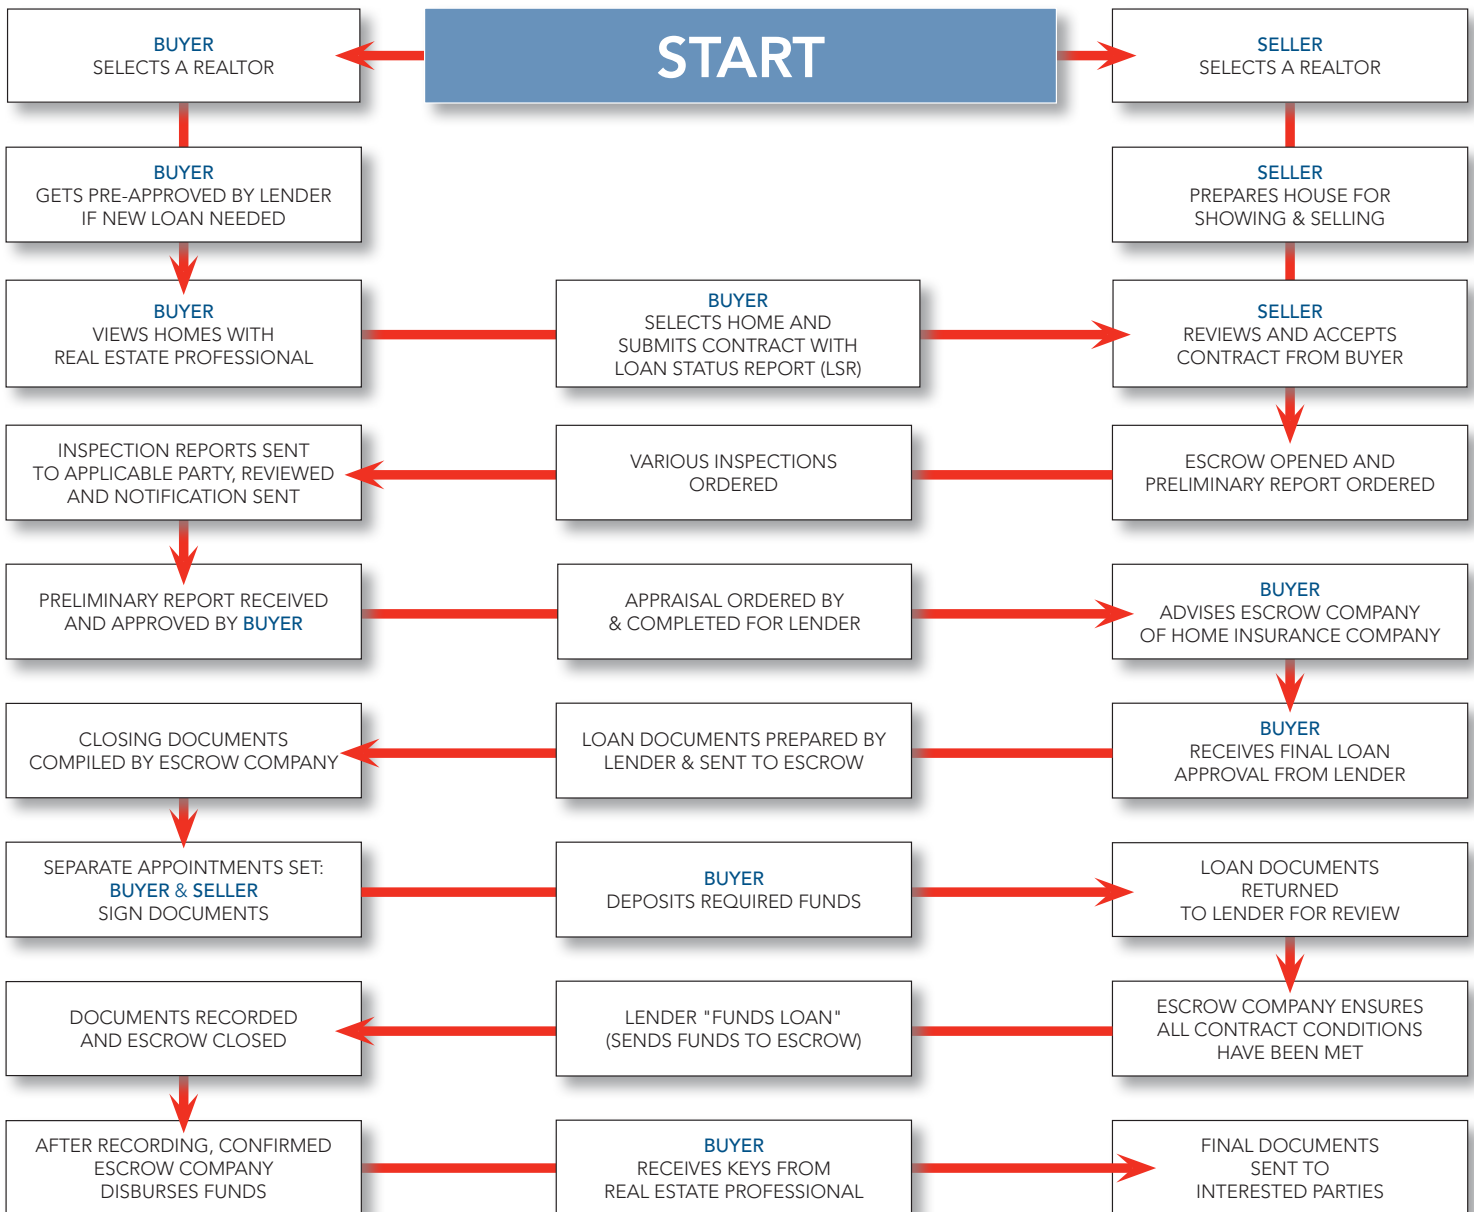 START
BUYER
SELECTS A REALTOR
SELLER
SELECTS A REALTOR
BUYER
GETS PRE-APPROVED BY LENDER
IF NEW LOAN NEEDED
SELLER
PREPARES HOUSE FOR
SHOWING & SELLING
BUYER
VIEWS HOMES WITH
REAL ESTATE PROFESSIONAL
BUYER
SELECTS HOME AND
SUBMITS CONTRACT WITH
LOAN STATUS REPORT (LSR)
SELLER
REVIEWS AND ACCEPTS
CONTRACT FROM BUYER
ESCROW OPENED AND
PRELIMINARY REPORT ORDERED
VARIOUS INSPECTIONS
ORDERED
INSPECTION REPORTS SENT
TO APPLICABLE PARTY, REVIEWED
AND NOTIFICATION SENT
PRELIMINARY REPORT RECEIVED
AND APPROVED BY BUYER
APPRAISAL ORDERED BY
& COMPLETED FOR LENDER
BUYER
ADVISES ESCROW COMPANY
OF HOME INSURANCE COMPANY
BUYER
RECEIVES FINAL LOAN
APPROVAL FROM LENDER
LOAN DOCUMENTS PREPARED BY
LENDER & SENT TO ESCROW
CLOSING DOCUMENTS
COMPILED BY ESCROW COMPANY
SEPARATE APPOINTMENTS SET:
BUYER & SELLER
SIGN DOCUMENTS
BUYER
DEPOSITS REQUIRED FUNDS
LOAN DOCUMENTS
RETURNED
TO LENDER FOR REVIEW
ESCROW COMPANY ENSURES
ALL CONTRACT CONDITIONS
HAVE BEEN MET
LENDER "FUNDS LOAN"
(SENDS FUNDS TO ESCROW)
DOCUMENTS RECORDED
AND ESCROW CLOSED
AFTER RECORDING, CONFIRMED
ESCROW COMPANY
DISBURSES FUNDS
BUYER
RECEIVES KEYS FROM
REAL ESTATE PROFESSIONAL
FINAL DOCUMENTS
SENT TO
INTERESTED PARTIES